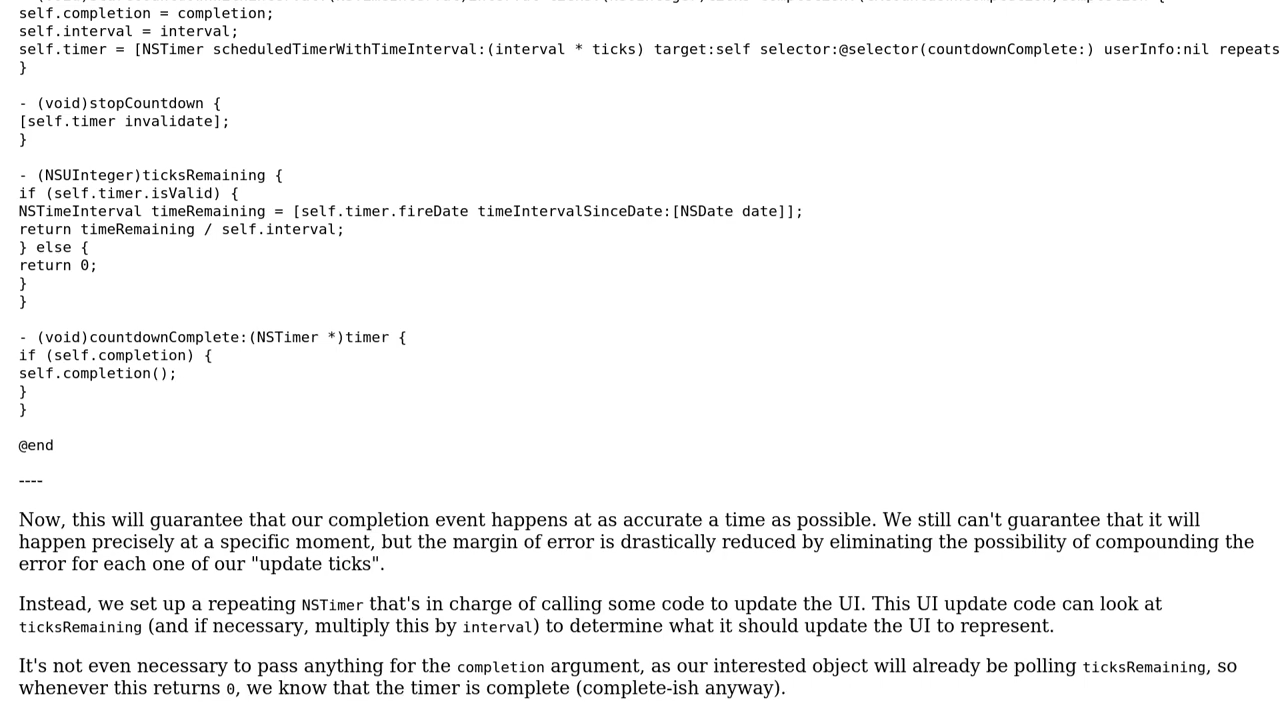 self.completion = completion;
self.interval = interval;
self.timer = [NSTimer scheduledTimerWithTimeInterval:(interval * ticks) target:self selector:@selector(countdownComplete:) userInfo:nil repeats
}

- (void)stopCountdown {
[self.timer invalidate];
}

- (NSUInteger)ticksRemaining {
if (self.timer.isValid) {
NSTimeInterval timeRemaining = [self.timer.fireDate timeIntervalSinceDate:[NSDate date]];
return timeRemaining / self.interval;
} else {
return 0;
}
}

- (void)countdownComplete:(NSTimer *)timer {
if (self.completion) {
self.completion();
}
}

@end

----

Now, this will guarantee that our completion event happens at as accurate a time as possible. We still can't guarantee that it will
happen precisely at a specific moment, but the margin of error is drastically reduced by eliminating the possibility of compounding the
error for each one of our "update ticks".

Instead, we set up a repeating NSTimer that's in charge of calling some code to update the UI. This UI update code can look at
ticksRemaining (and if necessary, multiply this by interval) to determine what it should update the UI to represent.

It's not even necessary to pass anything for the completion argument, as our interested object will already be polling ticksRemaining, so
whenever this returns 0, we know that the timer is complete (complete-ish anyway).